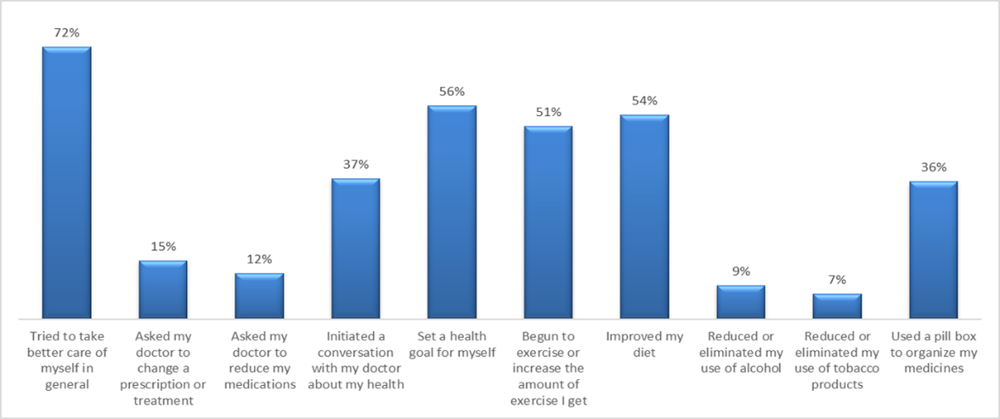 72%
15%
12%
37%
56%
51%
54%
9%
7%
36%
Tried to take
better care of
myself in
general
Asked my
doctor to
change a
prescription or
treatment
Asked my
doctor to
reduce my
medications
Initiated a
conversation
with my doctor
about my health
Set a health
goal for myself
Begun to
exercise or
increase the
amount of
exercise I get
Improved my
diet
Reduced or
eliminated my
use of alcohol
Reduced or
eliminated my
use of tobacco
products
Used a pill box
to organize my
medicines